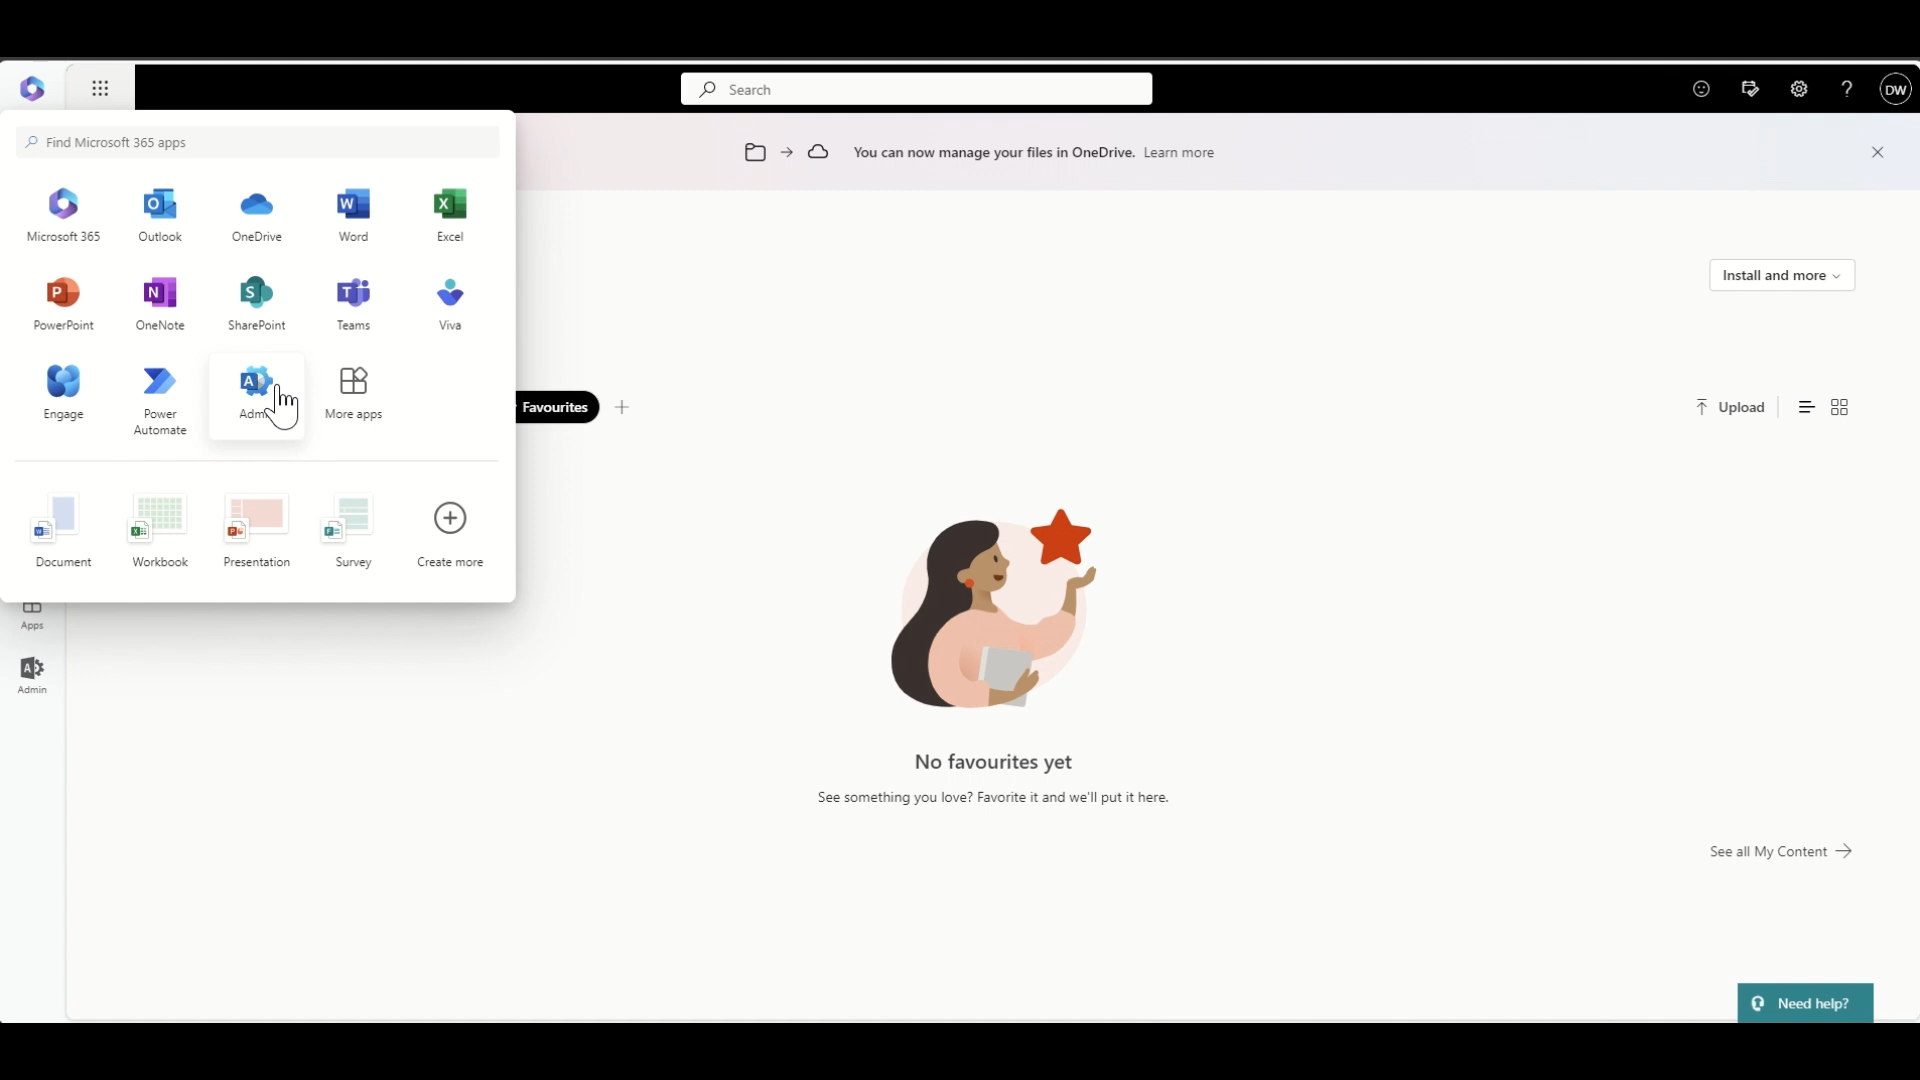 Search
DW
Find Microsoft 365 apps
You can now manage your files in OneDrive. Learn more
Microsoft 365
Outlook
OneDrive
Word
Excel
Install and more
PowerPoint
OneNote
SharePoint
Teams
Viva
Engage
Power
Automate
More apps
Favourites
Upload
Document
Workbook
Presentation
Survey
Create more
Apps
Admin
No favourites yet
See something you love? Favorite it and we'll put it here.
See all My Content
Need help?